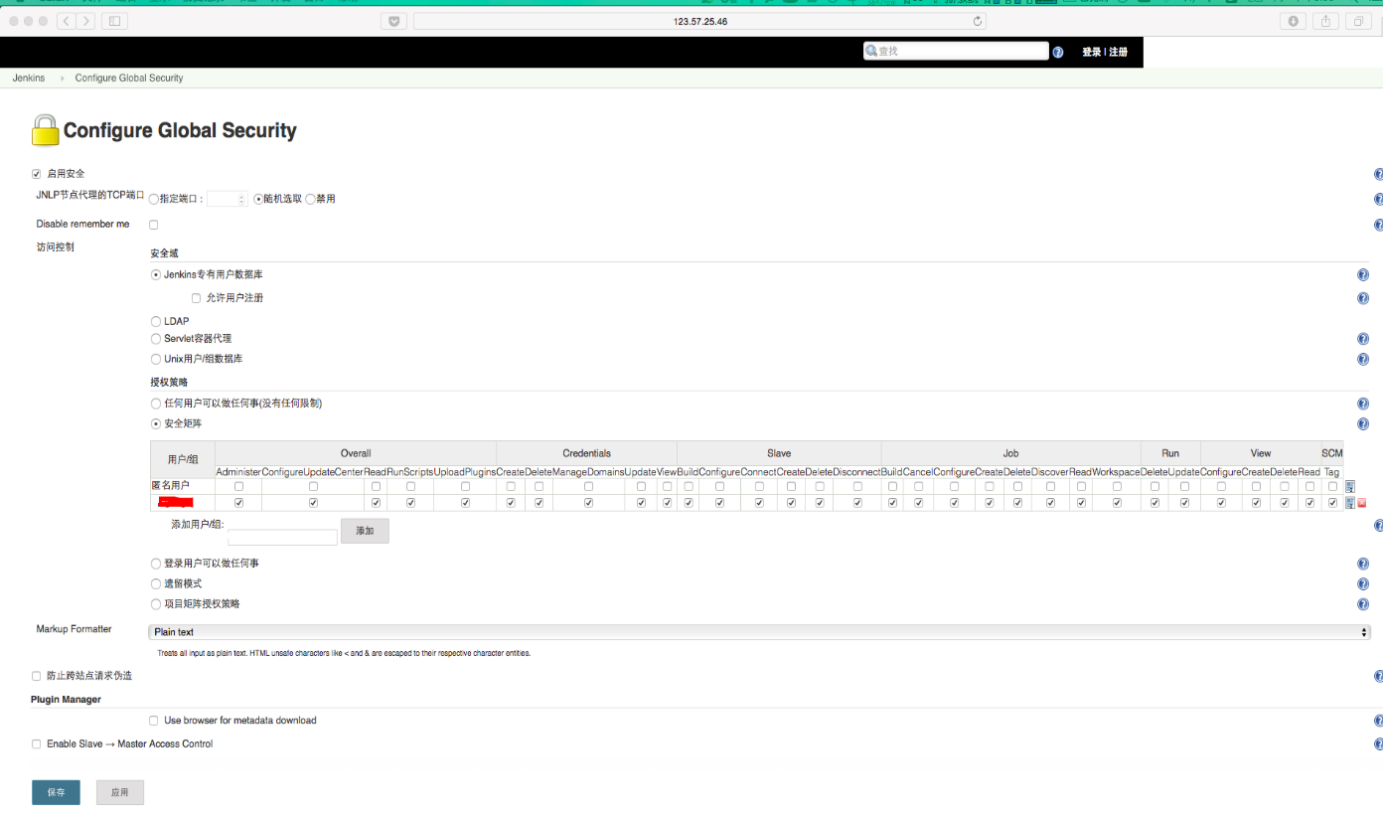 123.57.25.46
查找
登录 | 注册
Jenkins › Configure Global Security
Configure Global Security
启用安全
JNLP节点代理的TCP端口 指定端口 : 随机选取 禁用
Disable remember me
访问控制
安全域
Jenkins专有用户数据库
允许用户注册
LDAP
Servlet容器代理
Unix用户/组数据库
授权策略
任何用户可以做任何事(没有任何限制)
安全矩阵
用户/组 Overall Credentials Slave Job Run View SCM
Administer ConfigureUpdateCenter Read RunScripts UploadPlugins Create Delete ManageDomains Update View Build Configure Connect Create Delete Disconnect Build Cancel Configure Create Delete Discover Read Workspace Delete Update Configure Create Delete Read Tag
匿名用户
添加用户/组: 添加
登录用户可以做任何事
遗留模式
项目矩阵授权策略
Markup Formatter Plain text
Treats all input as plain text. HTML unsafe characters like < and & are escaped to their respective character entities.
防止跨站点请求伪造
Plugin Manager
Use browser for metadata download
Enable Slave → Master Access Control
保存 应用